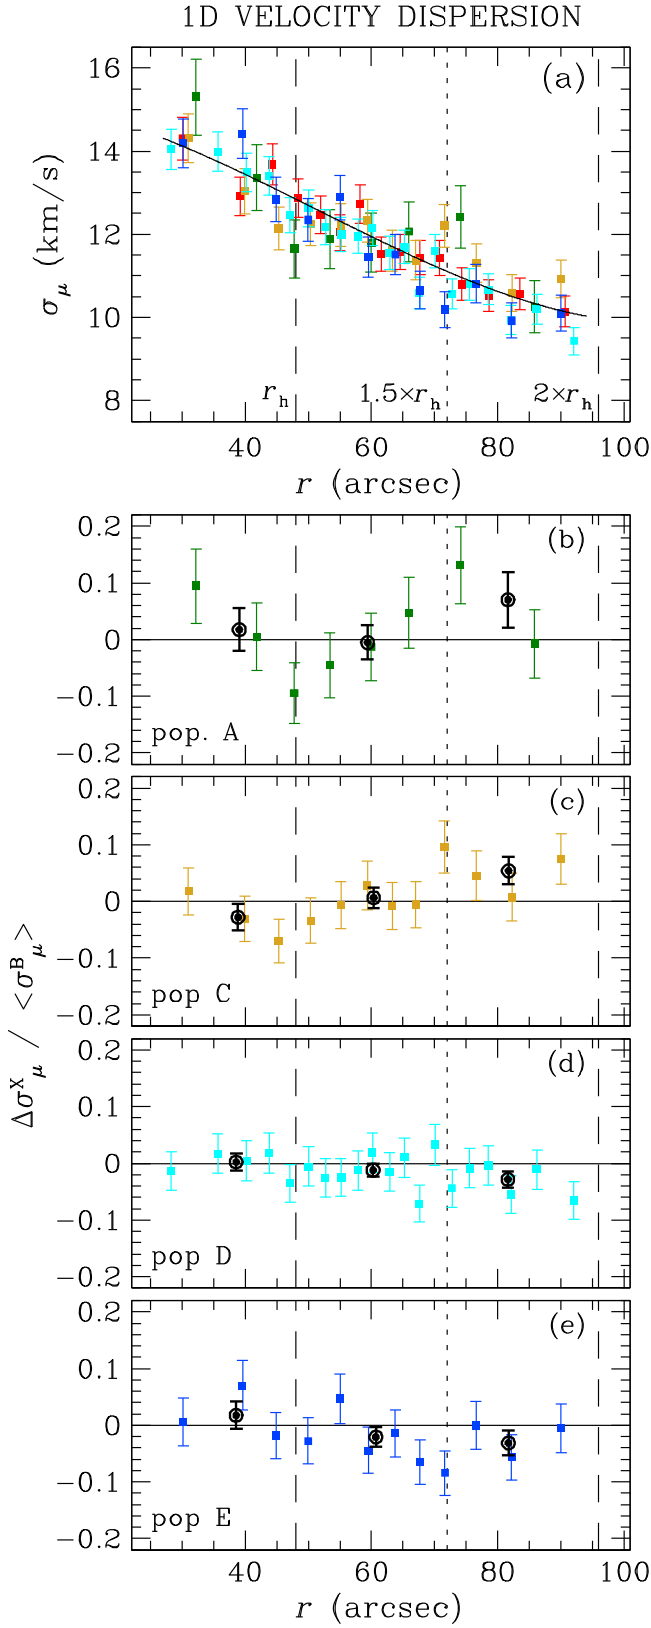 1D VELOCITY DISPERSION
(a)
16
14
12
10
8
σμ (km/s)
rh
1.5×rh
2×rh
40 60 80 100
r (arcsec)
(b)
0.2
0.1
0
−0.1
−0.2
pop. A
(c)
0.2
0.1
0
−0.1
−0.2
pop C
Δσ^X_μ / <σ^B_μ>
(d)
0.2
0.1
0
−0.1
−0.2
pop D
(e)
0.2
0.1
0
−0.1
−0.2
pop E
40 60 80 100
r (arcsec)